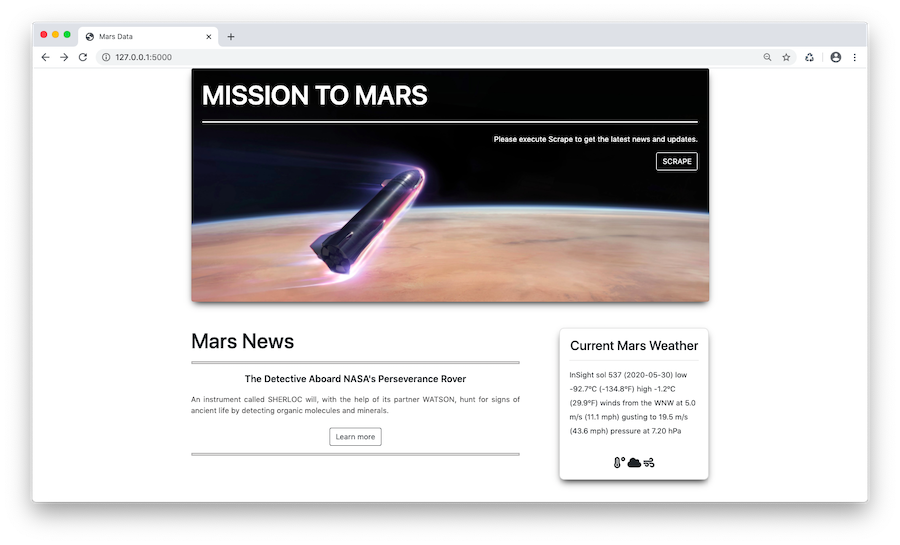 Mars Data
127.0.0.1:5000
MISSION TO MARS
Please execute Scrape to get the latest news and updates.
SCRAPE
Mars News
The Detective Aboard NASA's Perseverance Rover
An instrument called SHERLOC will, with the help of its partner WATSON, hunt for signs of
ancient life by detecting organic molecules and minerals.
Learn more
Current Mars Weather
InSight sol 537 (2020-05-30) low
-92.7ºC (-134.8ºF) high -1.2ºC
(29.9ºF) winds from the WNW at 5.0
m/s (11.1 mph) gusting to 19.5 m/s
(43.6 mph) pressure at 7.20 hPa